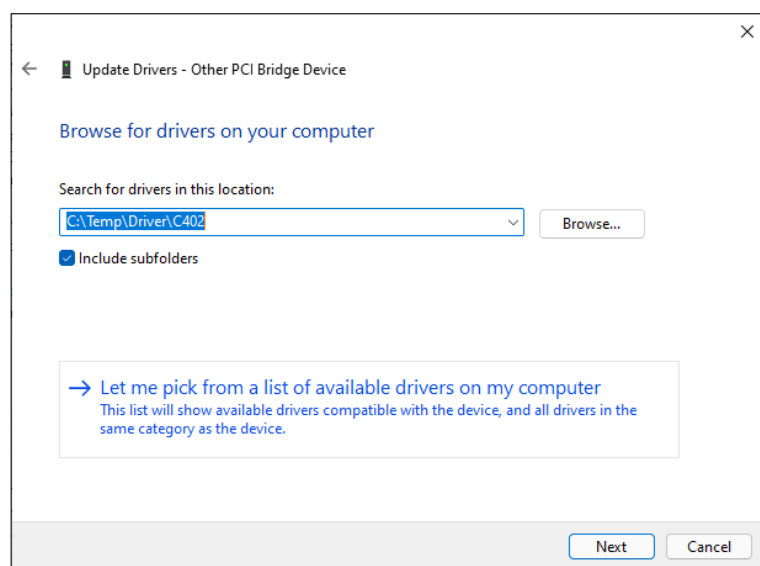 Update Drivers - Other PCI Bridge Device
Browse for drivers on your computer
Search for drivers in this location:
C:\Temp\Driver\C402
Browse...
Include subfolders
Let me pick from a list of available drivers on my computer
This list will show available drivers compatible with the device, and all drivers in the
same category as the device.
Next
Cancel